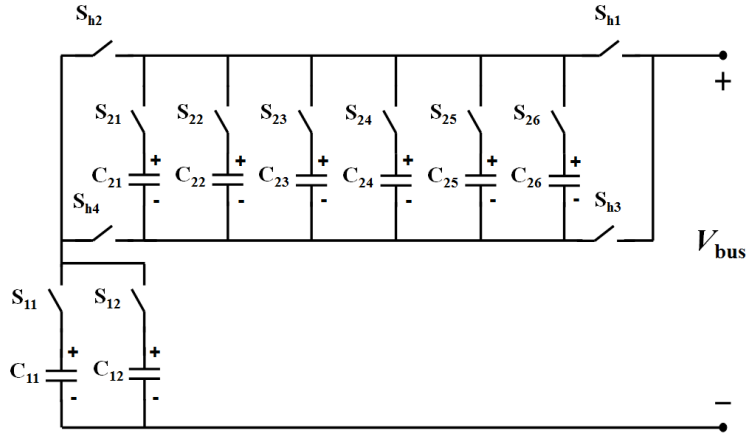 S_h2 S_h1
+
S_21 S_22 S_23 S_24 S_25 S_26
+ + + + + +
C_21 C_22 C_23 C_24 C_25 C_26
- - - - - -
S_h4 S_h3
V_bus
S_11 S_12
+ +
C_11 C_12
- - −